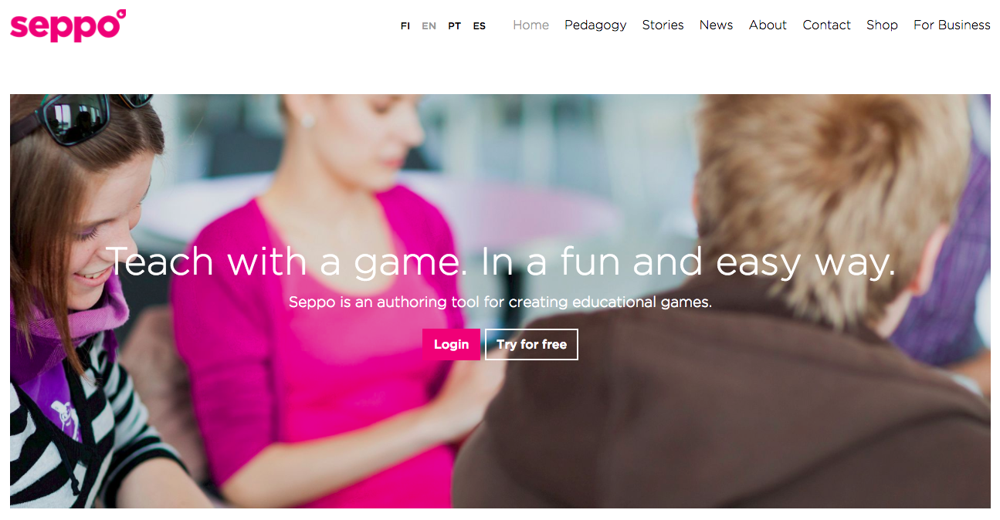 seppo
FI EN PT ES Home Pedagogy Stories News About Contact Shop For Business
Teach with a game. In a fun and easy way.
Seppo is an authoring tool for creating educational games.
Login Try for free